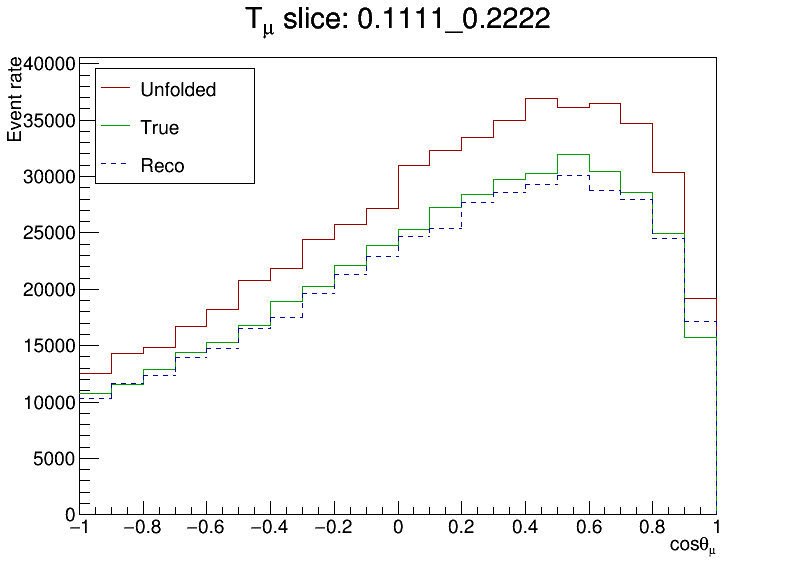 Tμ slice: 0.1111_0.2222
Event rate
40000
35000
30000
25000
20000
15000
10000
5000
0
Unfolded
True
Reco
−1 −0.8 −0.6 −0.4 −0.2 0 0.2 0.4 0.6 0.8 1
cosθμ